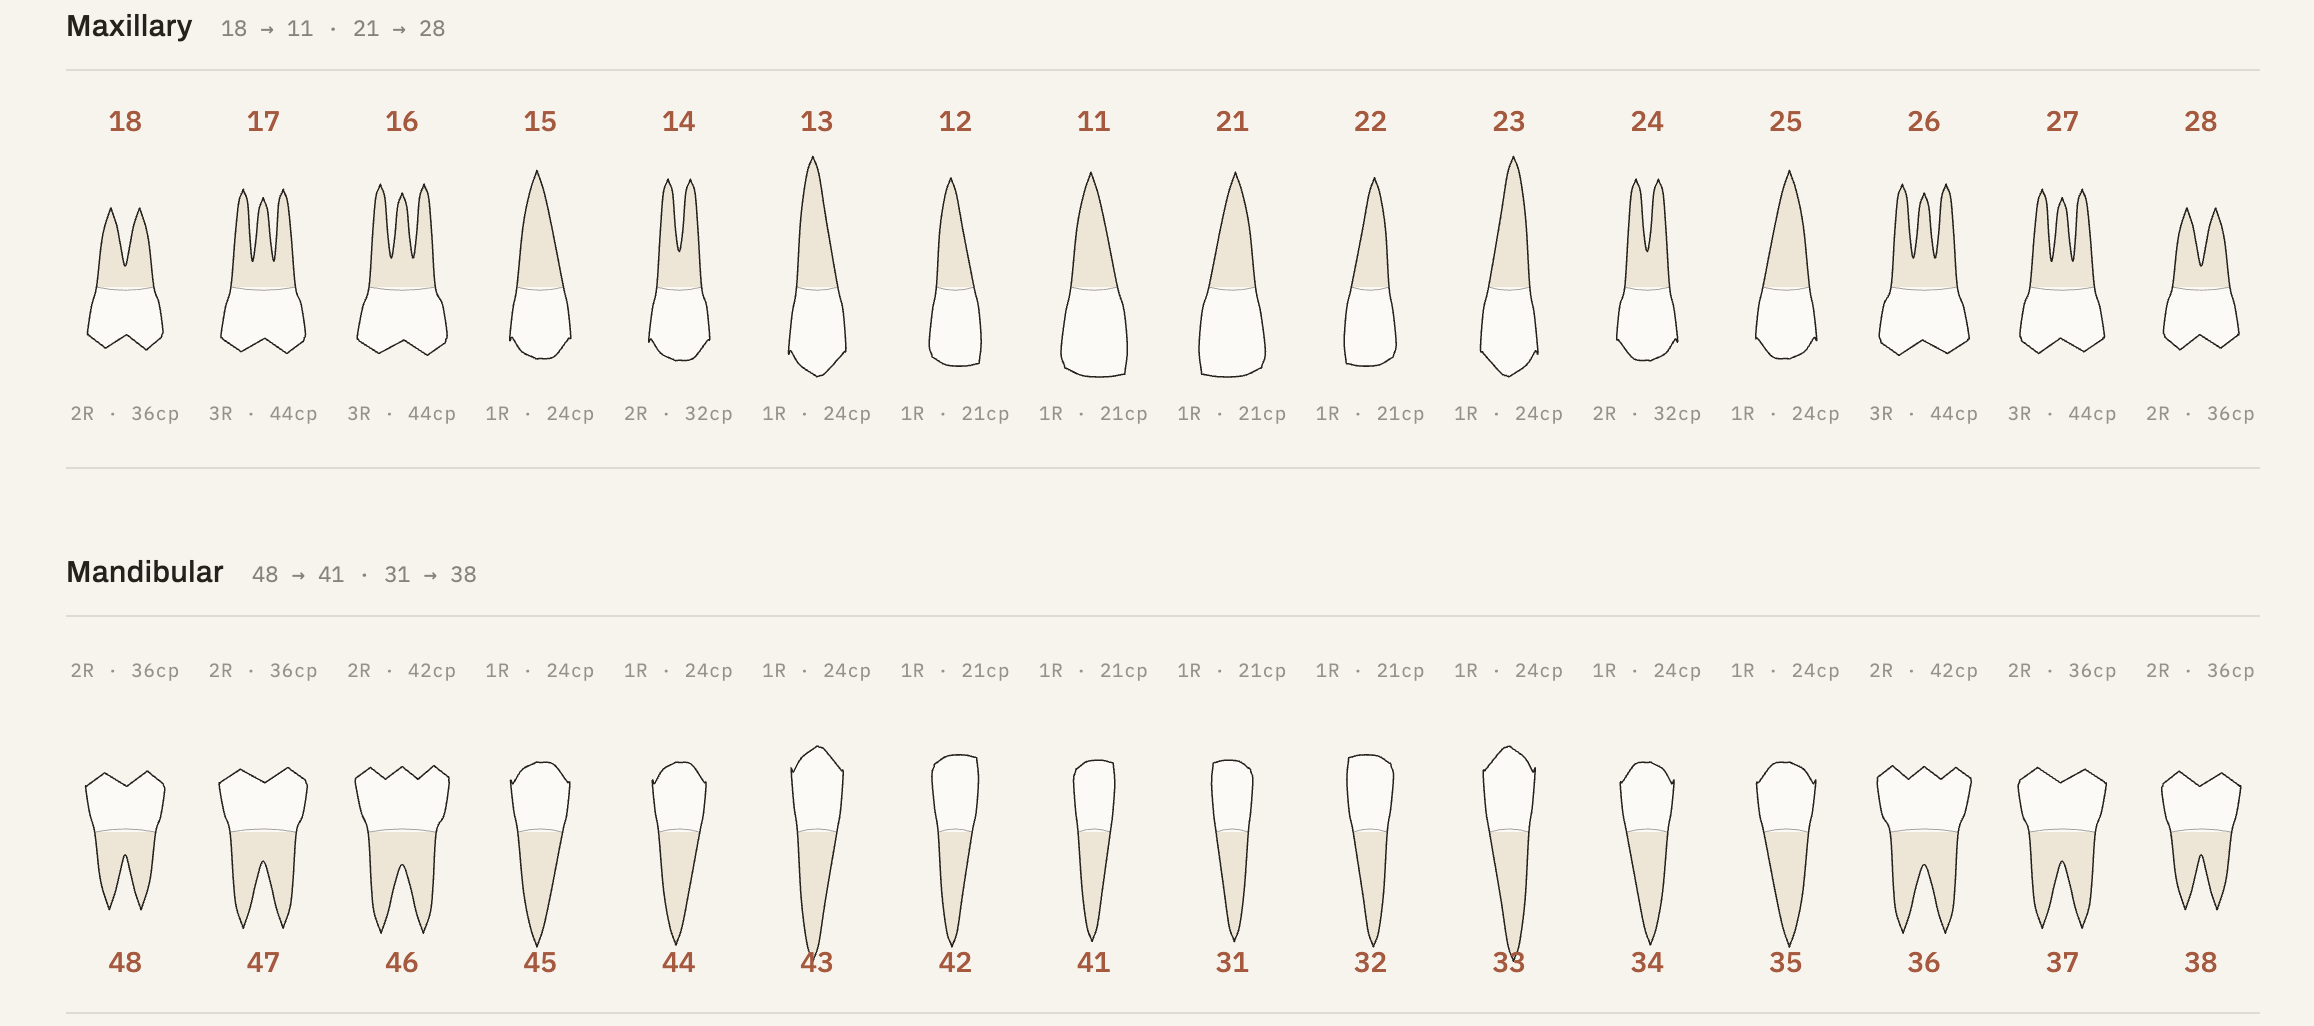 Maxillary 18 → 11 · 21 → 28
18 17 16 15 14 13 12 11 21 22 23 24 25 26 27 28
2R · 36cp 3R · 44cp 3R · 44cp 1R · 24cp 2R · 32cp 1R · 24cp 1R · 21cp 1R · 21cp 1R · 21cp 1R · 21cp 1R · 24cp 2R · 32cp 1R · 24cp 3R · 44cp 3R · 44cp 2R · 36cp
Mandibular 48 → 41 · 31 → 38
2R · 36cp 2R · 36cp 2R · 42cp 1R · 24cp 1R · 24cp 1R · 24cp 1R · 21cp 1R · 21cp 1R · 21cp 1R · 21cp 1R · 24cp 1R · 24cp 1R · 24cp 2R · 42cp 2R · 36cp 2R · 36cp
48 47 46 45 44 43 42 41 31 32 33 34 35 36 37 38